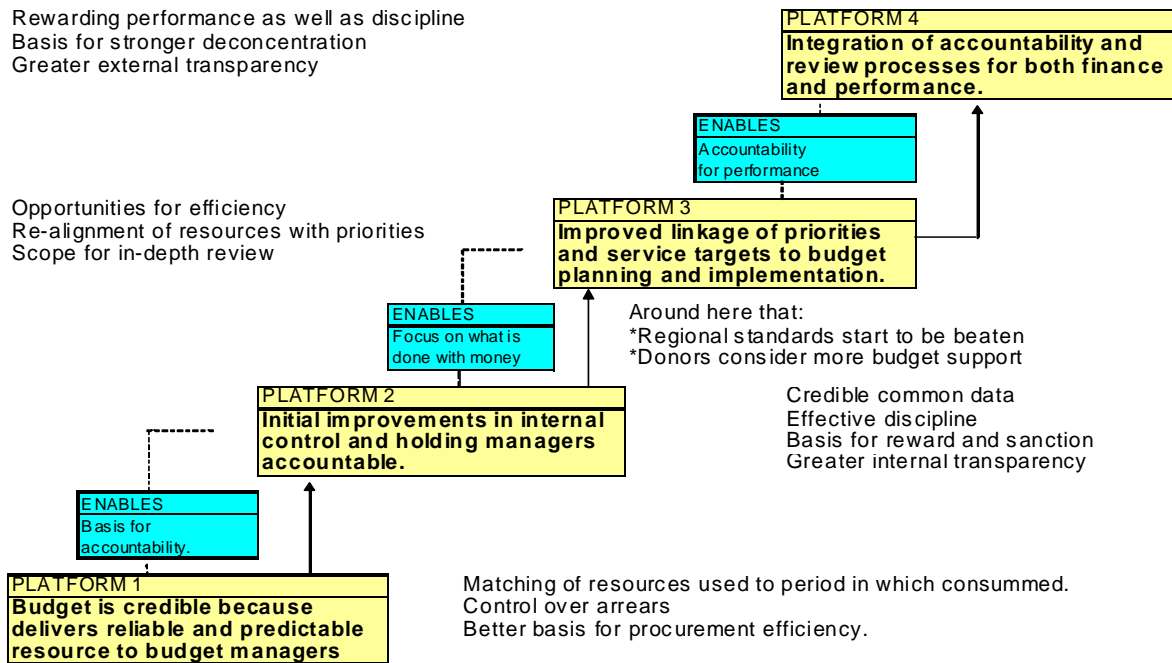 Rewarding performance as well as discipline
Basis for stronger deconcentration
Greater external transparency
PLATFORM 4
Integration of accountability and
review processes for both finance
and performance.
ENABLES
Accountability
for performance
Opportunities for efficiency
Re-alignment of resources with priorities
Scope for in-depth review
PLATFORM 3
Improved linkage of priorities
and service targets to budget
planning and implementation.
ENABLES
Focus on what is
done with money
Around here that:
*Regional standards start to be beaten
*Donors consider more budget support
PLATFORM 2
Initial improvements in internal
control and holding managers
accountable.
Credible common data
Effective discipline
Basis for reward and sanction
Greater internal transparency
ENABLES
Basis for
accountability.
PLATFORM 1
Budget is credible because
delivers reliable and predictable
resource to budget managers
Matching of resources used to period in which consummed.
Control over arrears
Better basis for procurement efficiency.